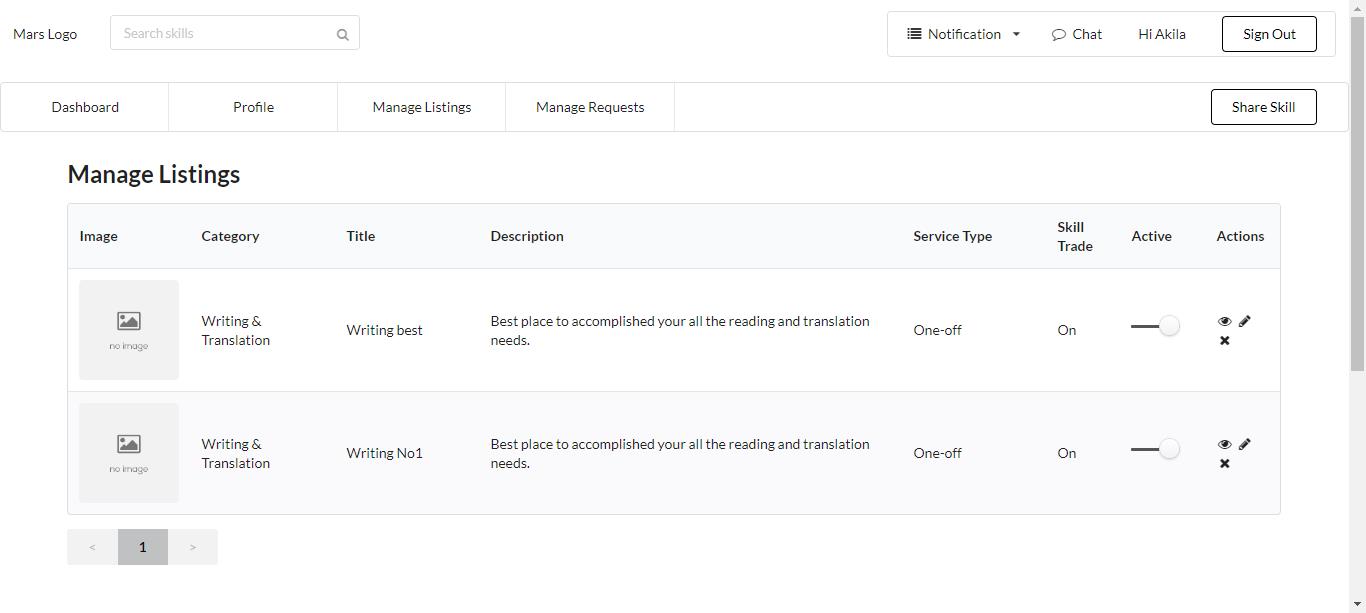 Mars Logo
Search skills
Notification
Chat
Hi Akila
Sign Out
Dashboard
Profile
Manage Listings
Manage Requests
Share Skill
Manage Listings
Image
Category
Title
Description
Service Type
Skill
Trade
Active
Actions
no image
Writing &
Translation
Writing best
Best place to accomplished your all the reading and translation
needs.
One-off
On
no image
Writing &
Translation
Writing No1
Best place to accomplished your all the reading and translation
needs.
One-off
On
< 1 >